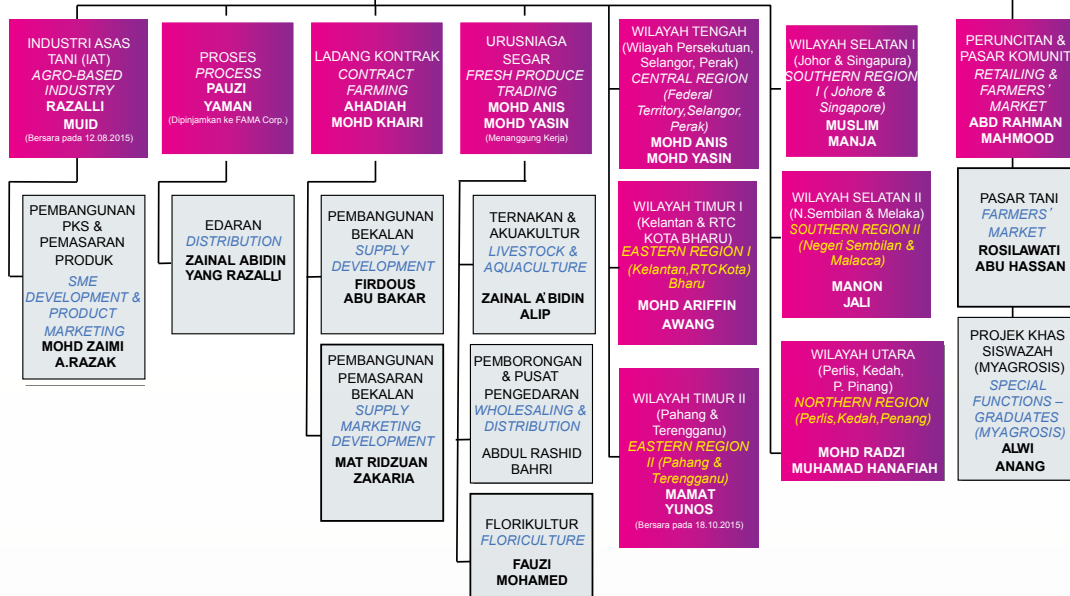 INDUSTRI ASAS
TANI (IAT)
AGRO-BASED
INDUSTRY
RAZALLI
MUID
(Bersara pada 12.08.2015)
PEMBANGUNAN
PKS &
PEMASARAN
PRODUK
SME
DEVELOPMENT &
PRODUCT
MARKETING
MOHD ZAIMI
A.RAZAK
PROSES
PROCESS
PAUZI
YAMAN
(Dipinjamkan ke FAMA Corp.)
EDARAN
DISTRIBUTION
ZAINAL ABIDIN
YANG RAZALLI
LADANG KONTRAK
CONTRACT
FARMING
AHADIAH
MOHD KHAIRI
PEMBANGUNAN
BEKALAN
SUPPLY
DEVELOPMENT
FIRDOUS
ABU BAKAR
PEMBANGUNAN
PEMASARAN
BEKALAN
SUPPLY
MARKETING
DEVELOPMENT
MAT RIDZUAN
ZAKARIA
URUSNIAGA
SEGAR
FRESH PRODUCE
TRADING
MOHD ANIS
MOHD YASIN
(Menanggung Kerja)
TERNAKAN &
AKUAKULTUR
LIVESTOCK &
AQUACULTURE
ZAINAL A'BIDIN
ALIP
PEMBORONGAN
& PUSAT
PENGEDARAN
WHOLESALING &
DISTRIBUTION
ABDUL RASHID
BAHRI
FLORIKULTUR
FLORICULTURE
FAUZI
MOHAMED
WILAYAH TENGAH
(Wilayah Persekutuan,
Selangor, Perak)
CENTRAL REGION
(Federal
Territory,Selangor,
Perak)
MOHD ANIS
MOHD YASIN
WILAYAH TIMUR I
(Kelantan & RTC
KOTA BHARU)
EASTERN REGION I
(Kelantan,RTCKota)
Bharu
MOHD ARIFFIN
AWANG
WILAYAH TIMUR II
(Pahang &
Terengganu)
EASTERN REGION
II (Pahang &
Terengganu)
MAMAT
YUNOS
(Bersara pada 18.10.2015)
WILAYAH SELATAN I
(Johor & Singapura)
SOUTHERN REGION
I ( Johore &
Singapore)
MUSLIM
MANJA
WILAYAH SELATAN II
(N.Sembilan & Melaka)
SOUTHERN REGION II
(Negeri Sembilan &
Malacca)
MANON
JALI
WILAYAH UTARA
(Perlis, Kedah,
P. Pinang)
NORTHERN REGION
(Perlis,Kedah,Penang)
MOHD RADZI
MUHAMAD HANAFIAH
PERUNCITAN &
PASAR KOMUNIT
RETAILING &
FARMERS'
MARKET
ABD RAHMAN
MAHMOOD
PASAR TANI
FARMERS'
MARKET
ROSILAWATI
ABU HASSAN
PROJEK KHAS
SISWAZAH
(MYAGROSIS)
SPECIAL
FUNCTIONS –
GRADUATES
(MYAGROSIS)
ALWI
ANANG